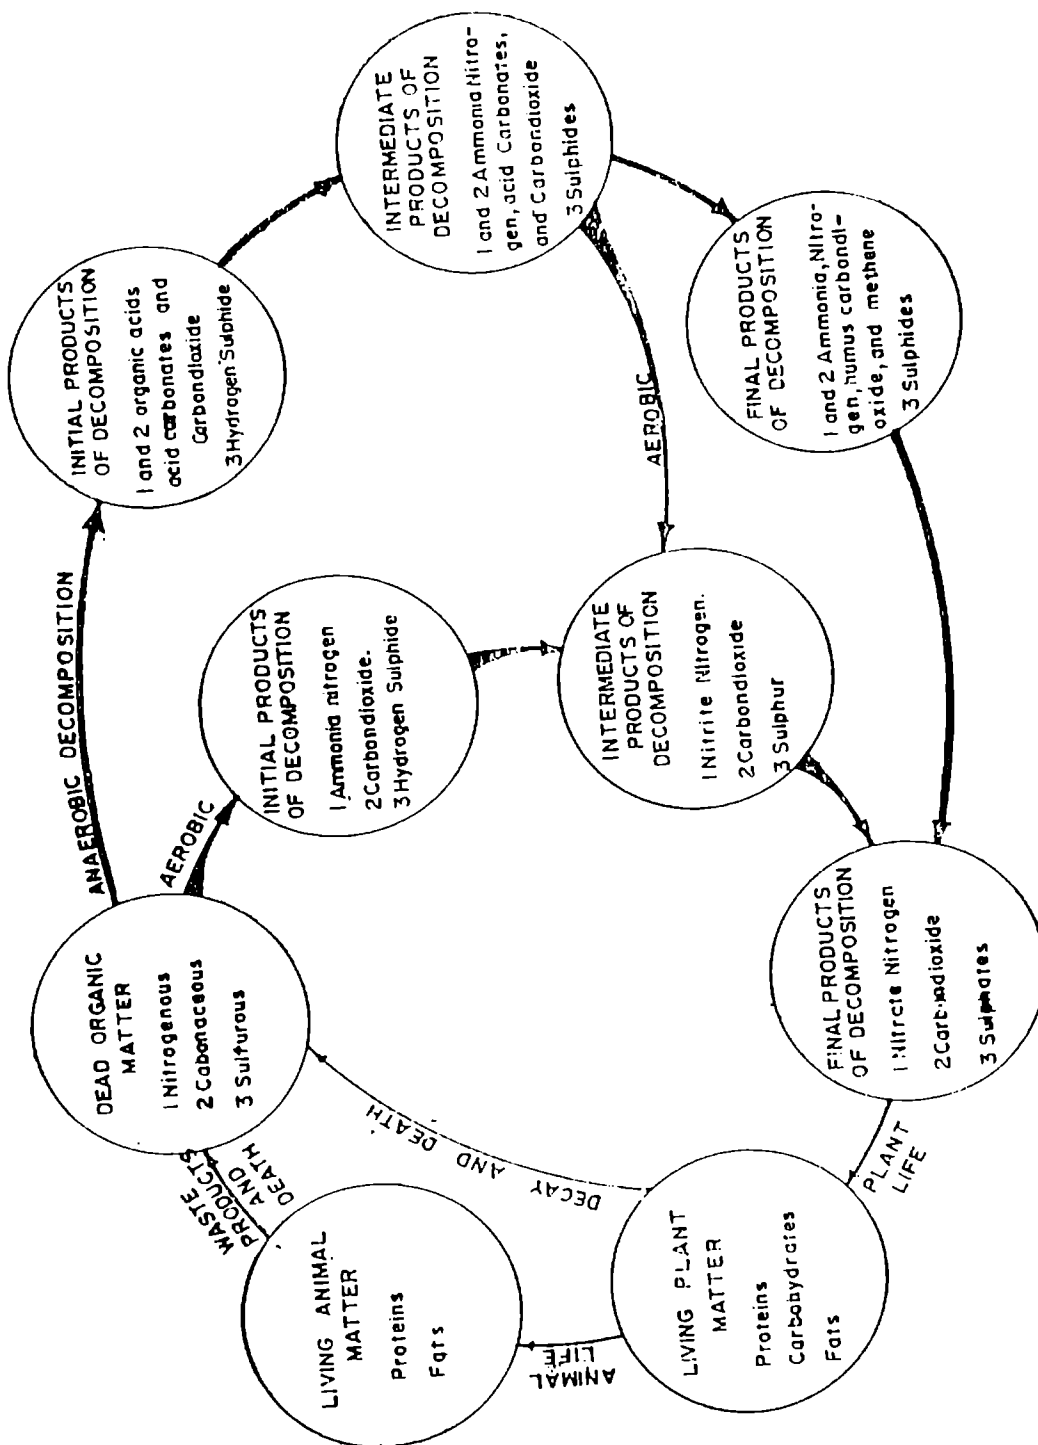 DEAD ORGANIC
MATTER
1 Nitrogenous
2 Cabonaceous
3 Sulfurous
ANAEROBIC DECOMPOSITION
INITIAL PRODUCTS
OF DECOMPOSITION
1 and 2 organic acids
acid carbonates and
Carbondioxide
3 Hydrogen Sulphide
INTERMEDIATE
PRODUCTS OF
DECOMPOSITION
1 and 2 Ammonia Nitro-
gen, acid Carbonates,
and Carbondioxide
3 Sulphides
FINAL PRODUCTS
OF DECOMPOSITION
1 and 2 Ammonia, Nitro-
gen, humus carbondi-
oxide, and methane
3 Sulphides
AEROBIC
INITIAL PRODUCTS
OF DECOMPOSITION
1 Ammonia nitrogen
2 Carbondioxide.
3 Hydrogen Sulphide
AEROBIC
INTERMEDIATE
PRODUCTS OF
DECOMPOSITION
1 Nitrite Nitrogen.
2 Carbondioxide
3 Sulphur
FINAL PRODUCTS
OF DECOMPOSITION
1 Nitrate Nitrogen
2 Carbondioxide
3 Sulphates
PLANT
LIFE
LIVING PLANT
MATTER
Proteins
Carbohydrates
Fats
DECAY AND DEATH
ANIMAL
LIFE
LIVING ANIMAL
MATTER
Proteins
Fats
WASTE
PRODUCTS
AND
DEATH